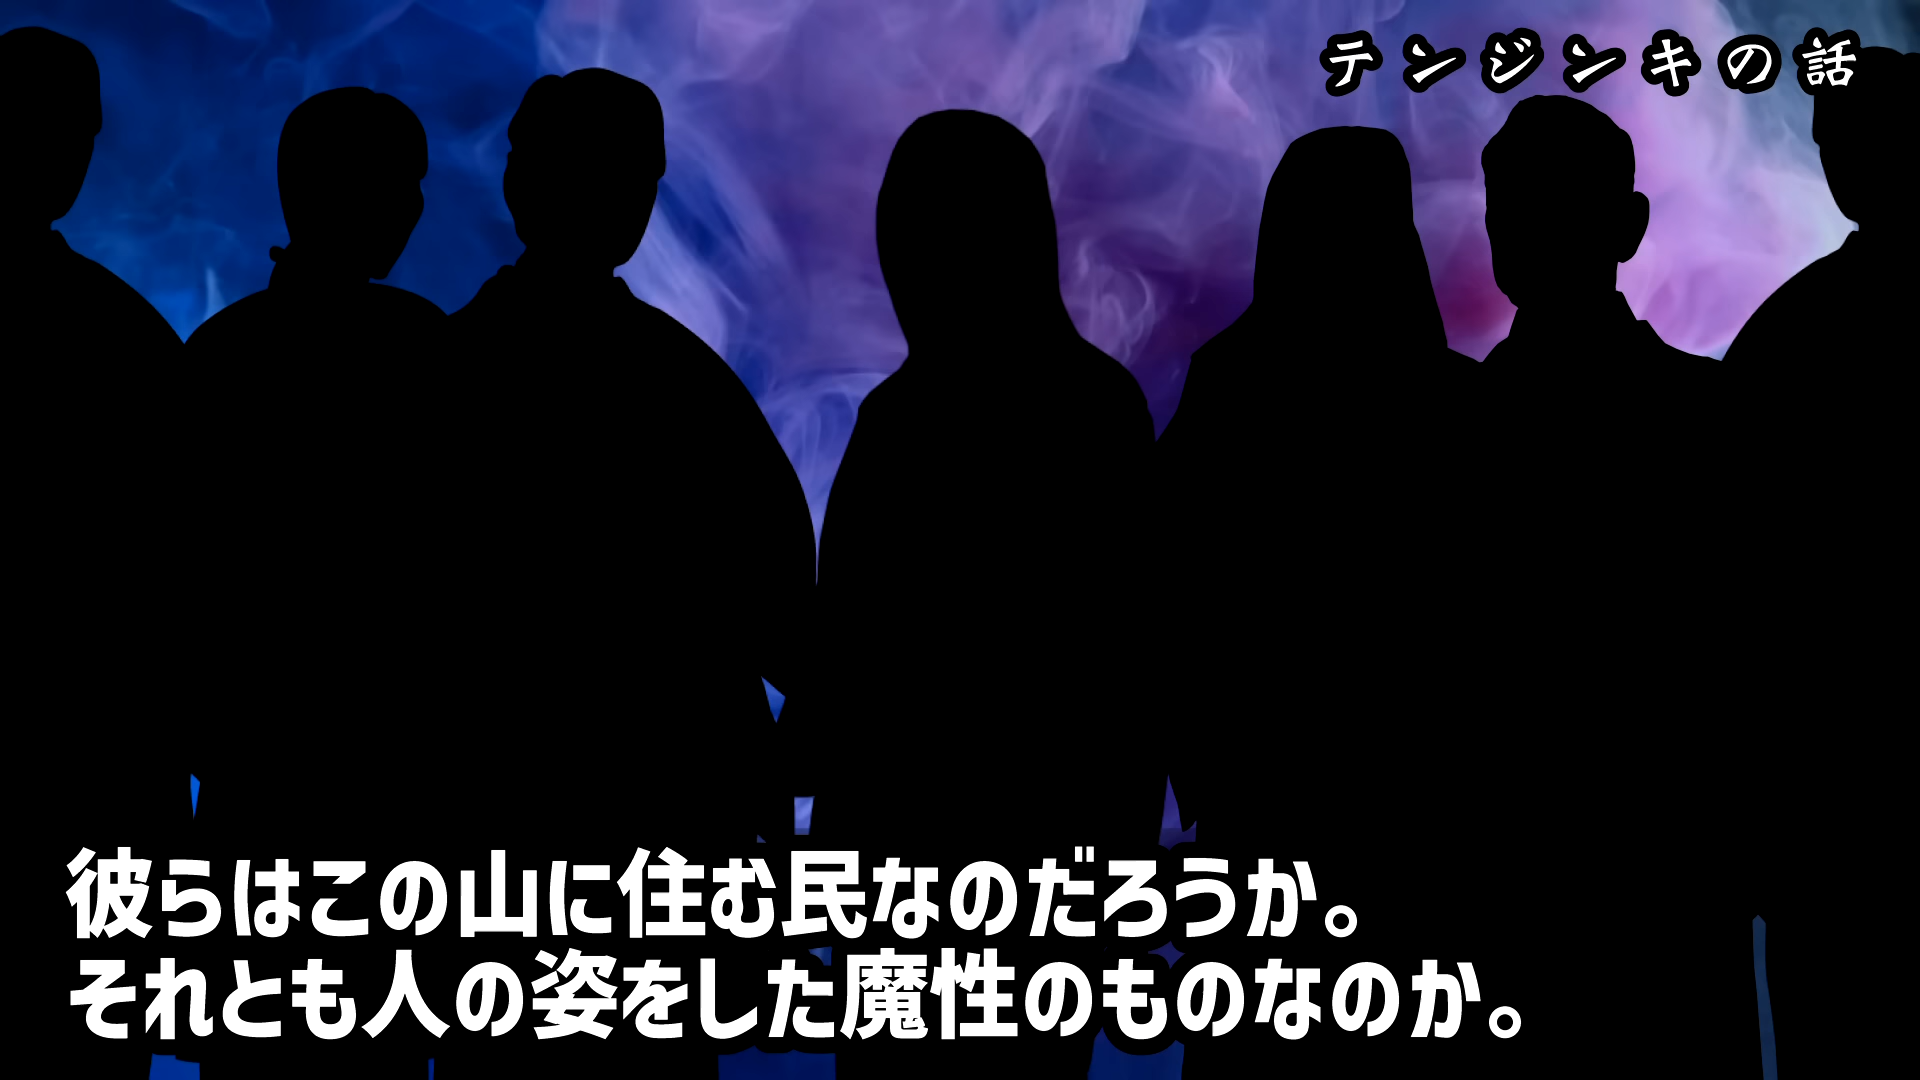 テンジンキの話
彼らはこの山に住む民なのだろうか。
それとも人の姿をした魔性のものなのか。